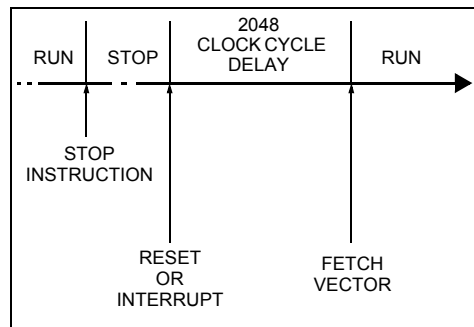 RUN
STOP
2048
CLOCK CYCLE
DELAY
RUN
STOP
INSTRUCTION
RESET
OR
INTERRUPT
FETCH
VECTOR